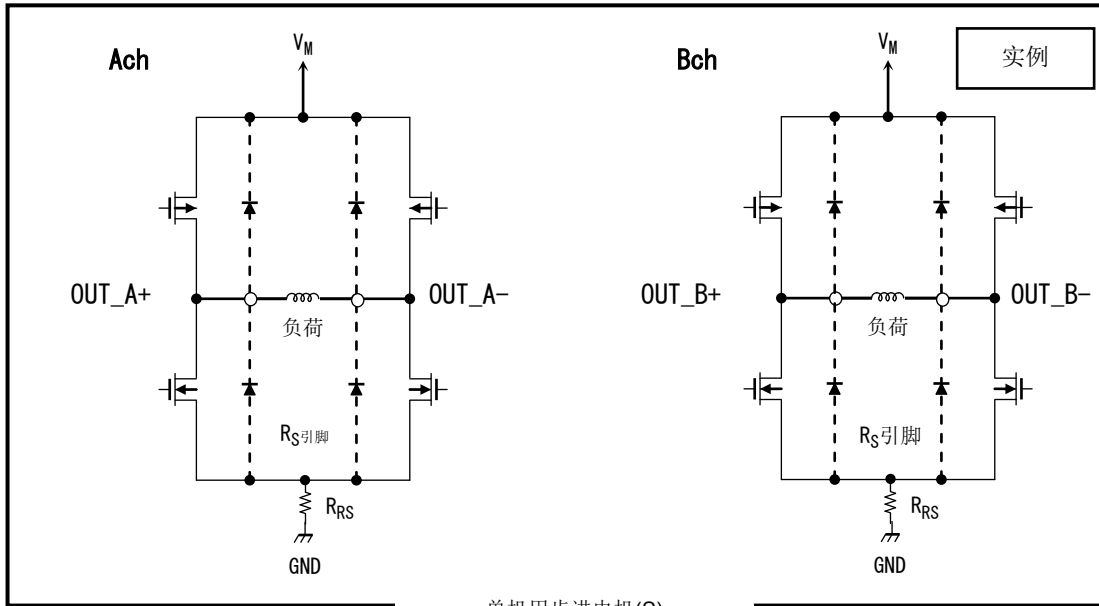 Ach
V_M
Bch
V_M
实例
OUT_A+
OUT_A-
负荷
OUT_B+
OUT_B-
负荷
R_S引脚
R_S引脚
R_RS
R_RS
GND
GND